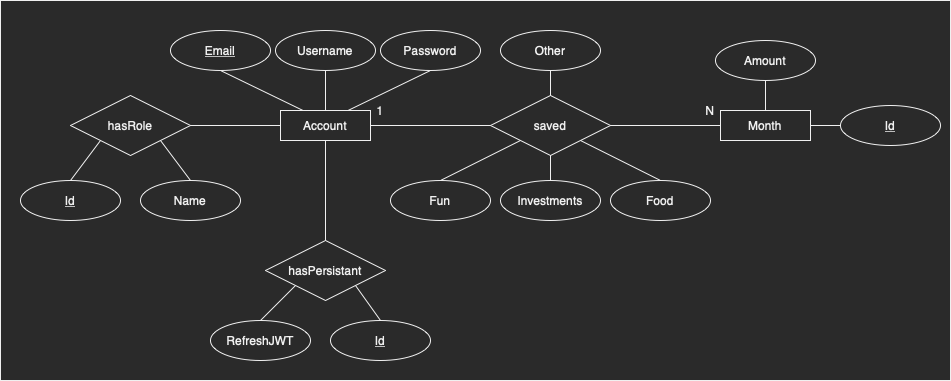 Email
Username
Password
Other
Amount
hasRole
Account
1
saved
N
Month
Id
Id
Name
Fun
Investments
Food
hasPersistant
RefreshJWT
Id